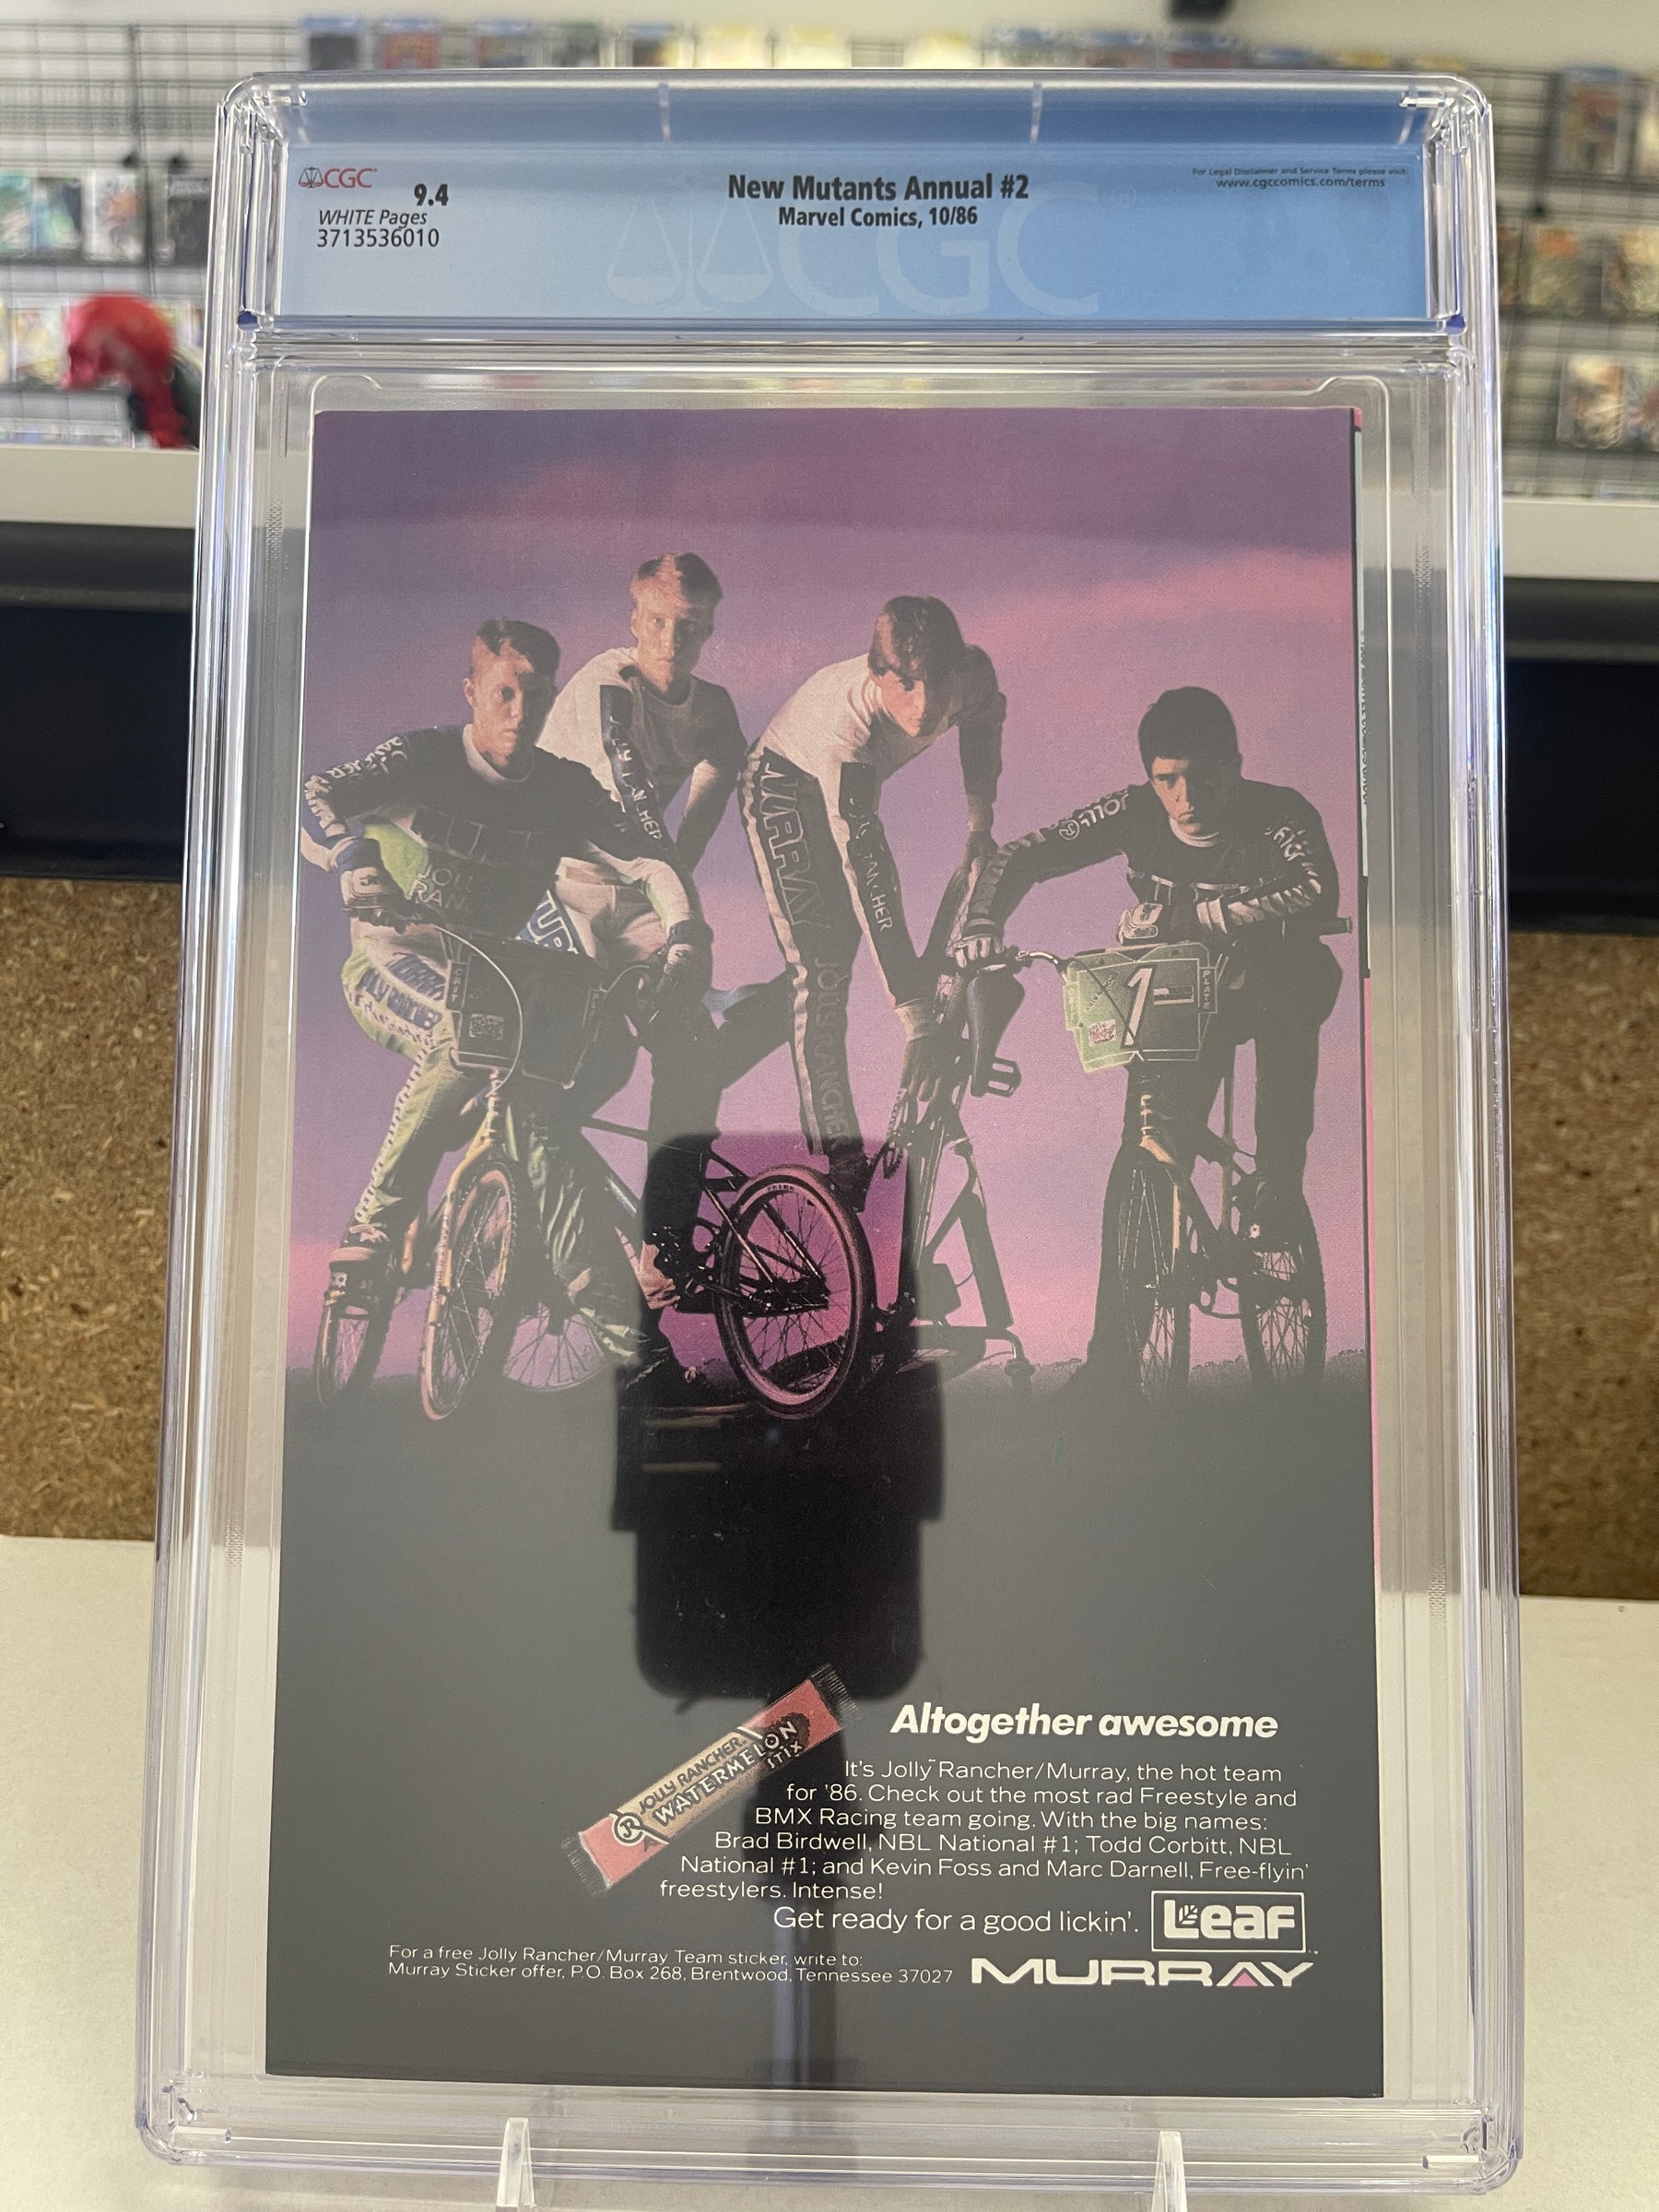 CGC
9.4
WHITE Pages
3713536010
New Mutants Annual #2
Marvel Comics, 10/86
For Legal Disclaimer and Service Terms please visit:
www.cgccomics.com/terms
CGC
JOLLY
RANCHER
MURRAY
JOLLY RANCHER
1
PLATE
JOLLY RANCHER
WATERMELON
STIX
Altogether awesome
It's Jolly Rancher/Murray, the hot team
for '86. Check out the most rad Freestyle and
BMX Racing team going. With the big names:
Brad Birdwell, NBL National #1; Todd Corbitt, NBL
National #1; and Kevin Foss and Marc Darnell, Free-flyin'
freestylers. Intense!
Get ready for a good lickin'.
Leaf
For a free Jolly Rancher/Murray Team sticker, write to:
Murray Sticker offer, P.O. Box 268, Brentwood, Tennessee 37027
MURRAY